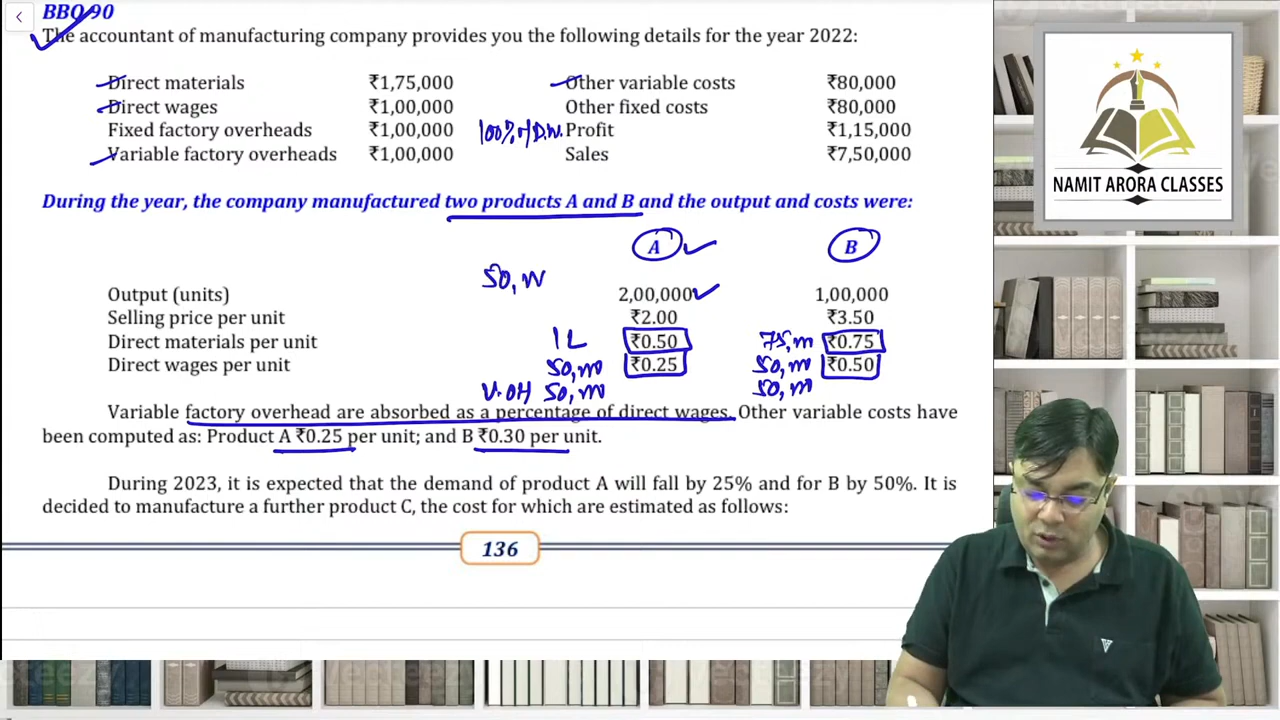 BBQ 90
The accountant of manufacturing company provides you the following details for the year 2022:
Direct materials ₹1,75,000 Other variable costs ₹80,000
Direct wages ₹1,00,000 Other fixed costs ₹80,000
Fixed factory overheads ₹1,00,000 100% of D.W. Profit ₹1,15,000
Variable factory overheads ₹1,00,000 Sales ₹7,50,000
NAMIT ARORA CLASSES
During the year, the company manufactured two products A and B and the output and costs were:
A B
50, m
Output (units) 2,00,000 1,00,000
Selling price per unit ₹2.00 ₹3.50
Direct materials per unit 1L ₹0.50 75, m ₹0.75
Direct wages per unit 50, m ₹0.25 50, m ₹0.50
V.OH 50, m 50, m
Variable factory overhead are absorbed as a percentage of direct wages. Other variable costs have
been computed as: Product A ₹0.25 per unit; and B ₹0.30 per unit.
During 2023, it is expected that the demand of product A will fall by 25% and for B by 50%. It is
decided to manufacture a further product C, the cost for which are estimated as follows:
136